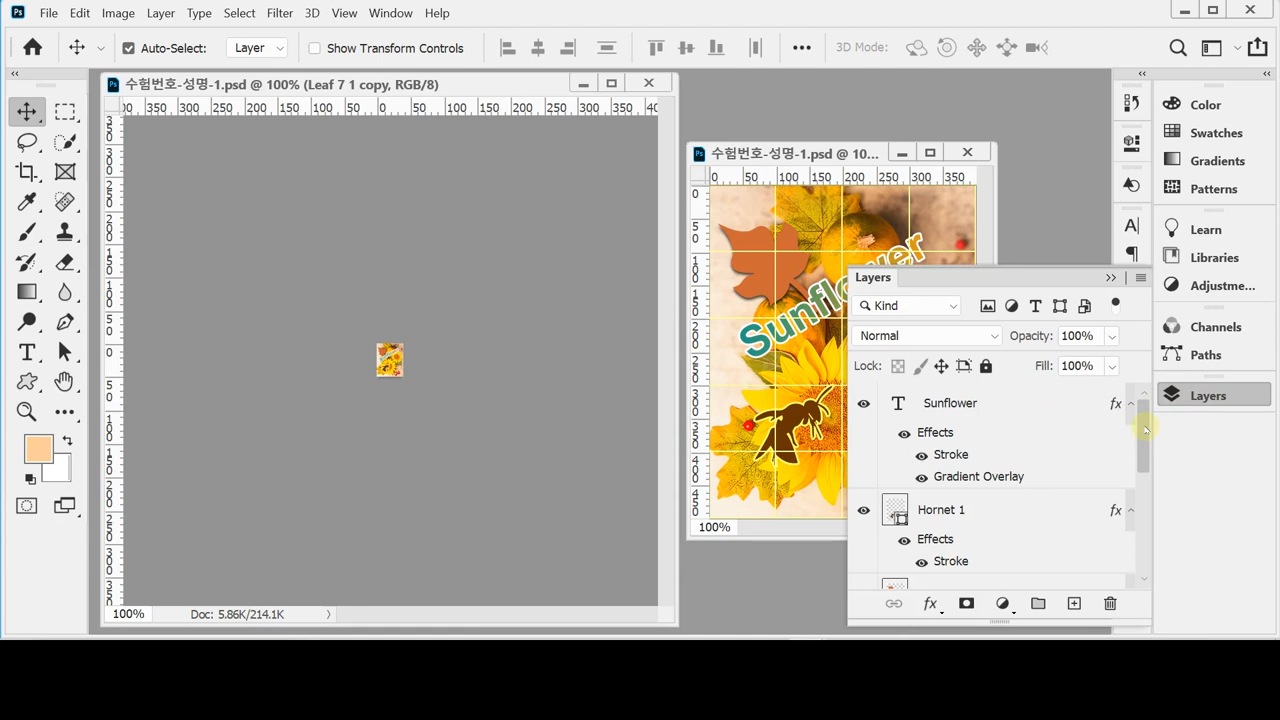 File Edit Image Layer Type Select Filter 3D View Window Help
Auto-Select: Layer Show Transform Controls 3D Mode:
수험번호-성명-1.psd @ 100% (Leaf 7 1 copy, RGB/8)
350 300 250 200 150 100 50 0 50 100 150 200 250 300 350
수험번호-성명-1.psd @ 10...
0 50 100 150 200 250 300 350
Sunflower
100%
100% Doc: 5.86K/214.1K
Layers
Kind
Normal Opacity: 100%
Lock: Fill: 100%
Sunflower fx
Effects
Stroke
Gradient Overlay
Hornet 1 fx
Effects
Stroke
fx
Color
Swatches
Gradients
Patterns
Learn
Libraries
Adjustme...
Channels
Paths
Layers